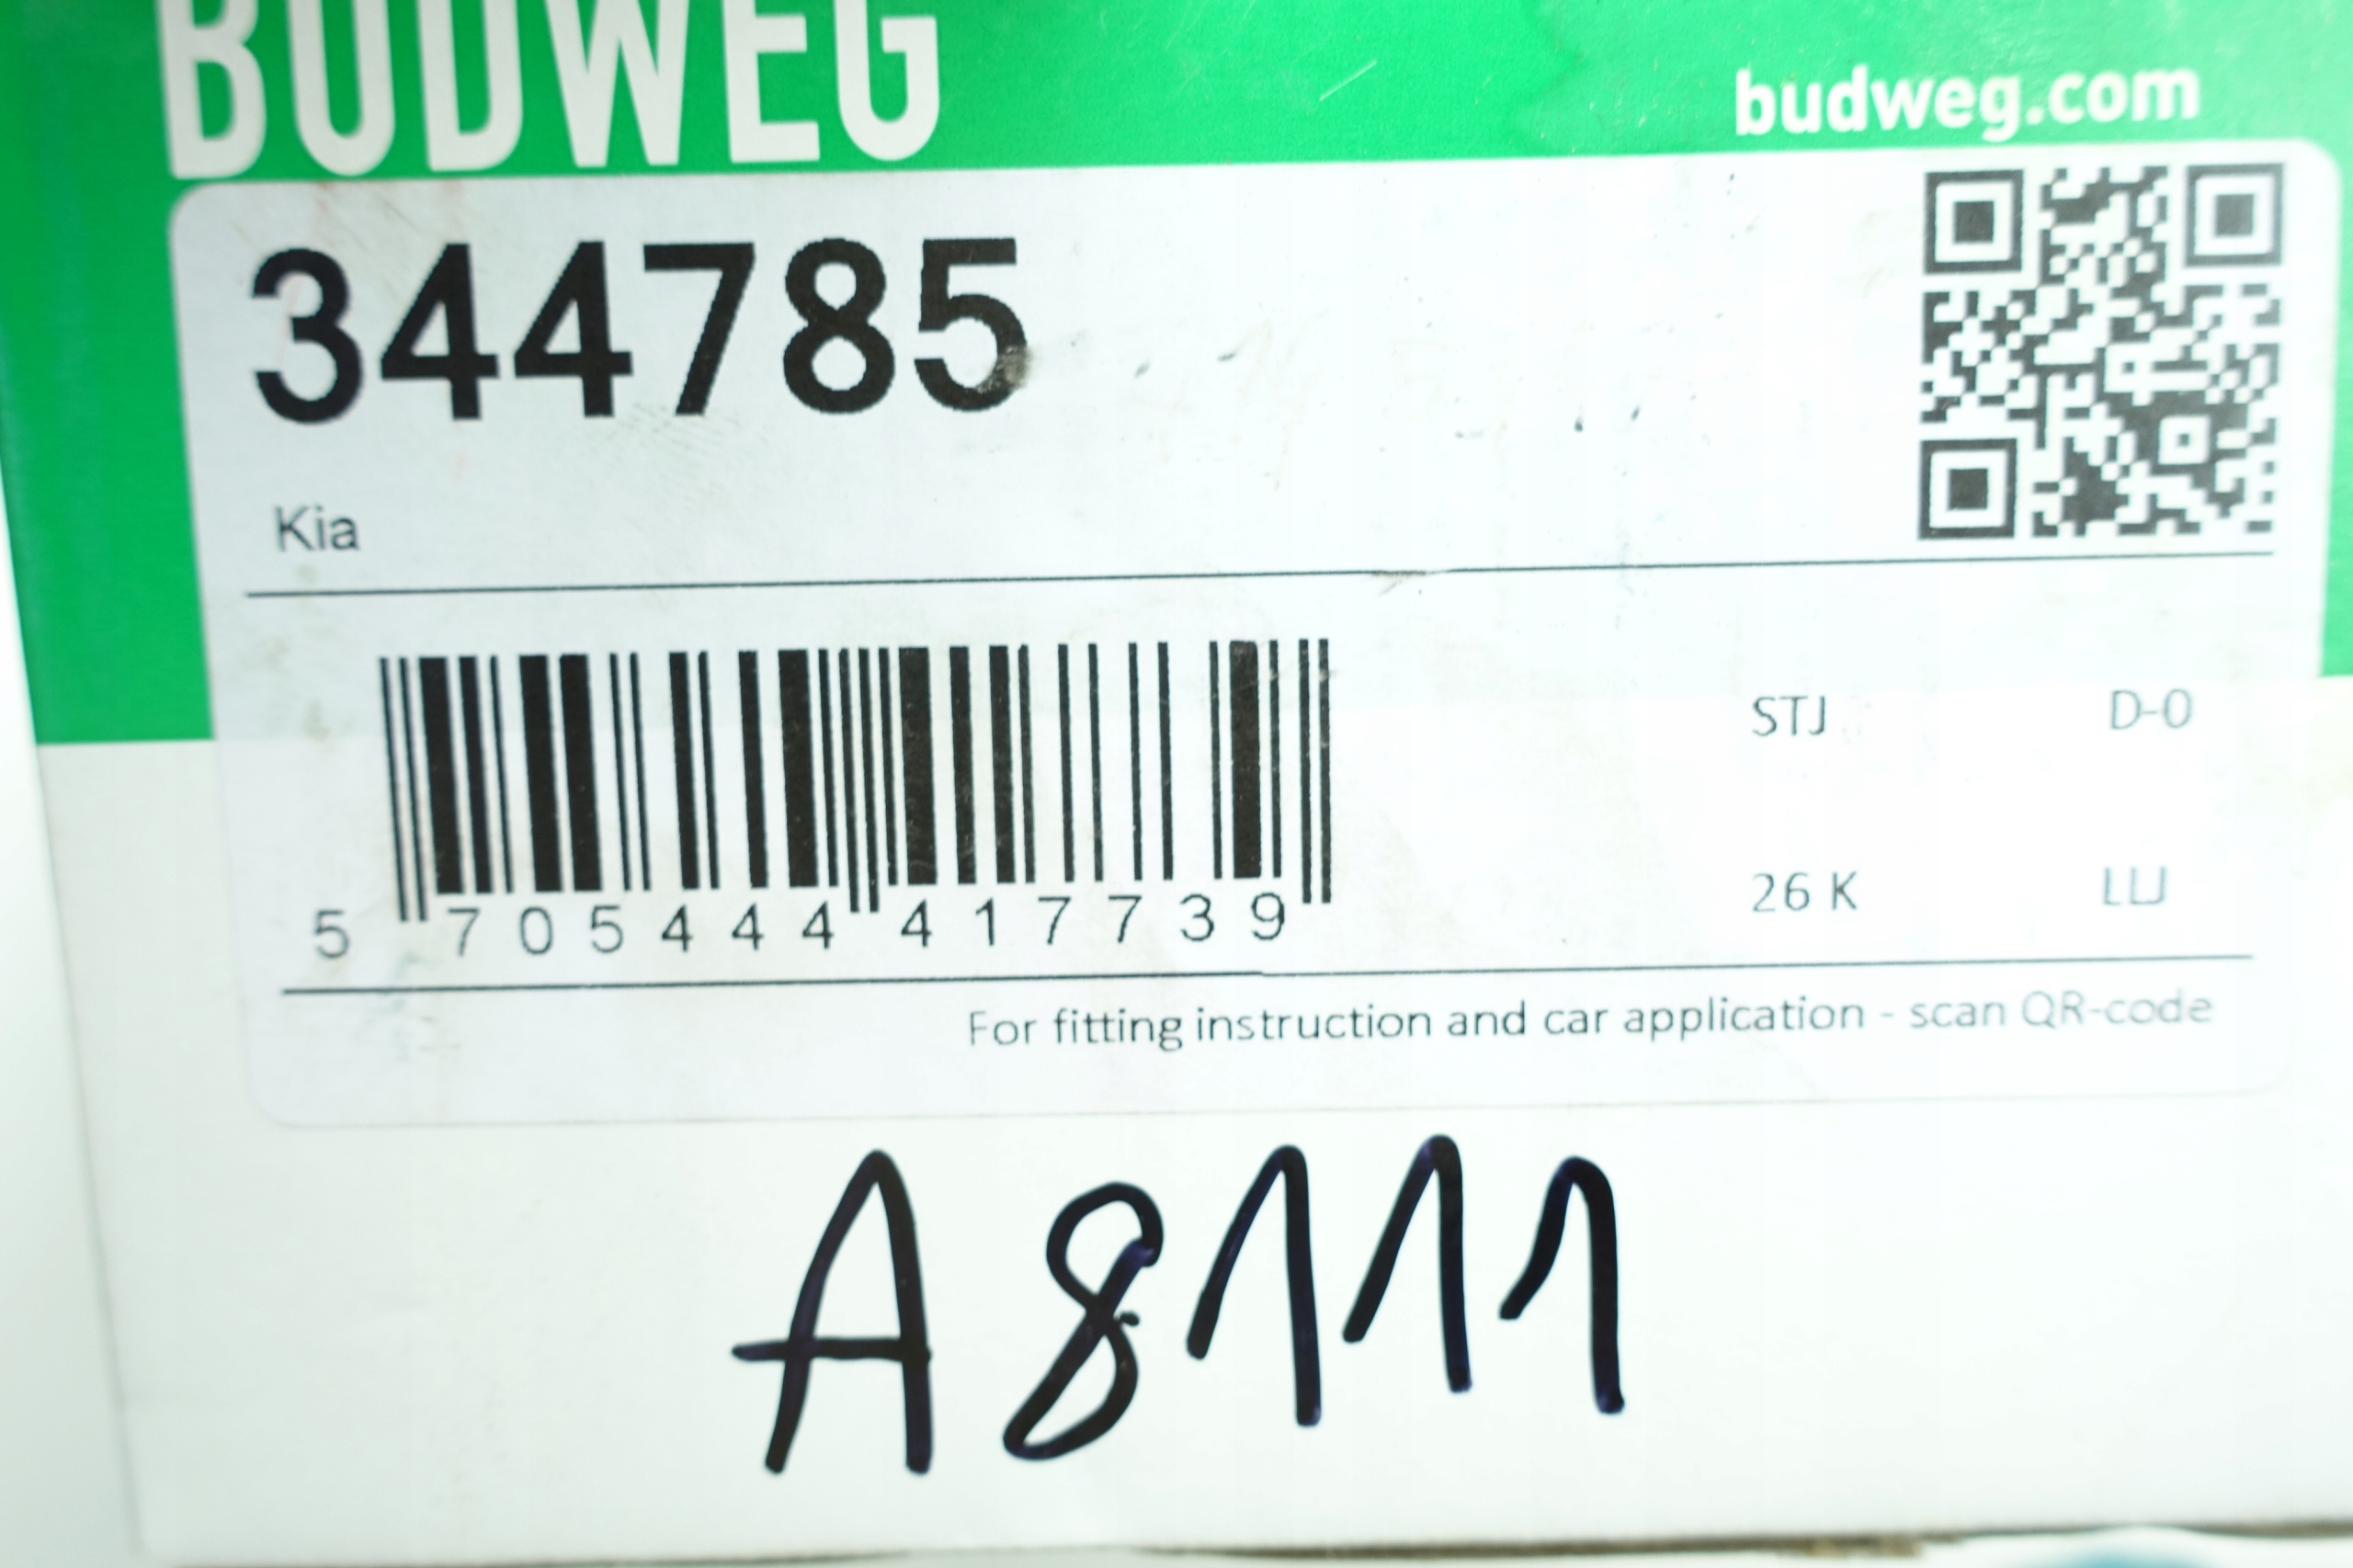 BUDWEG
budweg.com
344785
Kia
STJ D-0
26 K LLJ
5 705444 417739
For fitting instruction and car application - scan QR-code
A8111